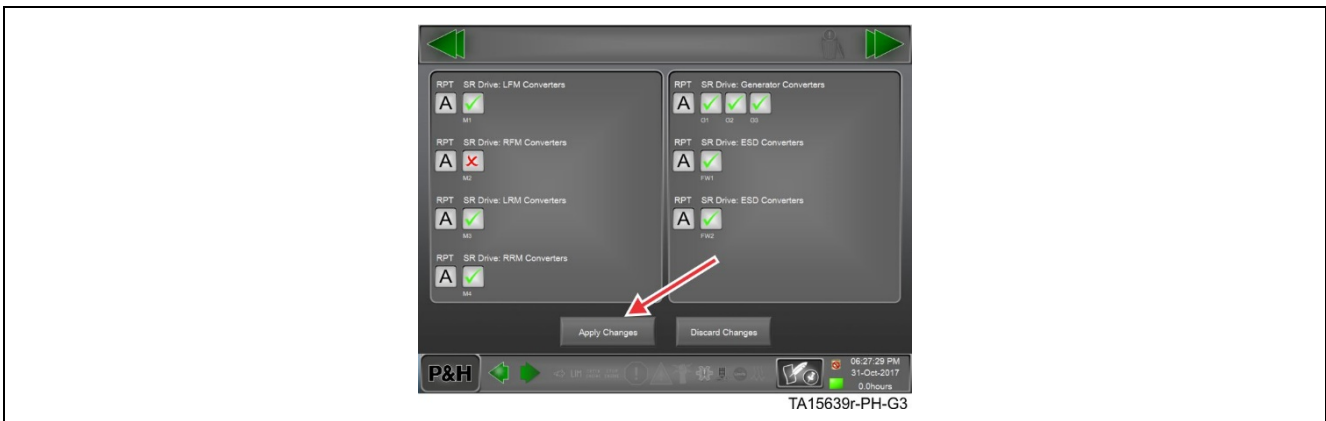 RPT SR Drive: LFM Converters
A
M1
RPT SR Drive: RFM Converters
A
M2
RPT SR Drive: LRM Converters
A
M3
RPT SR Drive: RRM Converters
A
M4
RPT SR Drive: Generator Converters
A
RPT SR Drive: ESD Converters
A
FW1
RPT SR Drive: ESD Converters
A
FW2
Apply Changes Discard Changes
P&H
06:27:29 PM
31-Oct-2017
0.0hours
TA15639r-PH-G3